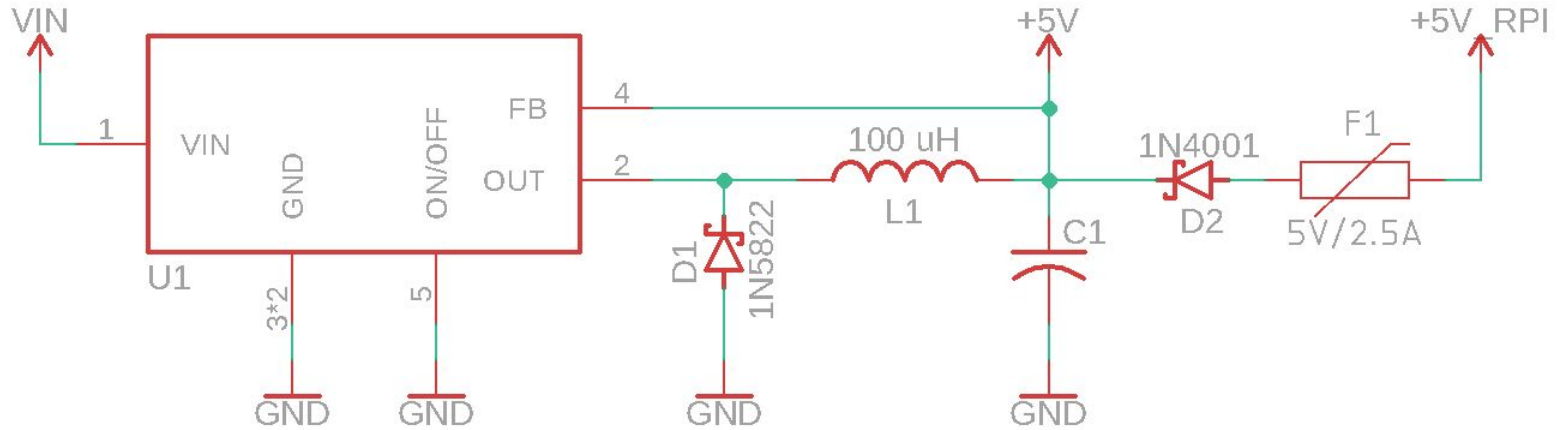 VIN
+5V
+5V_RPI
1
VIN
GND
ON/OFF
FB
OUT
4
2
100 uH
L1
1N4001
D2
F1
5V/2.5A
D1
1N5822
C1
U1
3*2
5
GND
GND
GND
GND